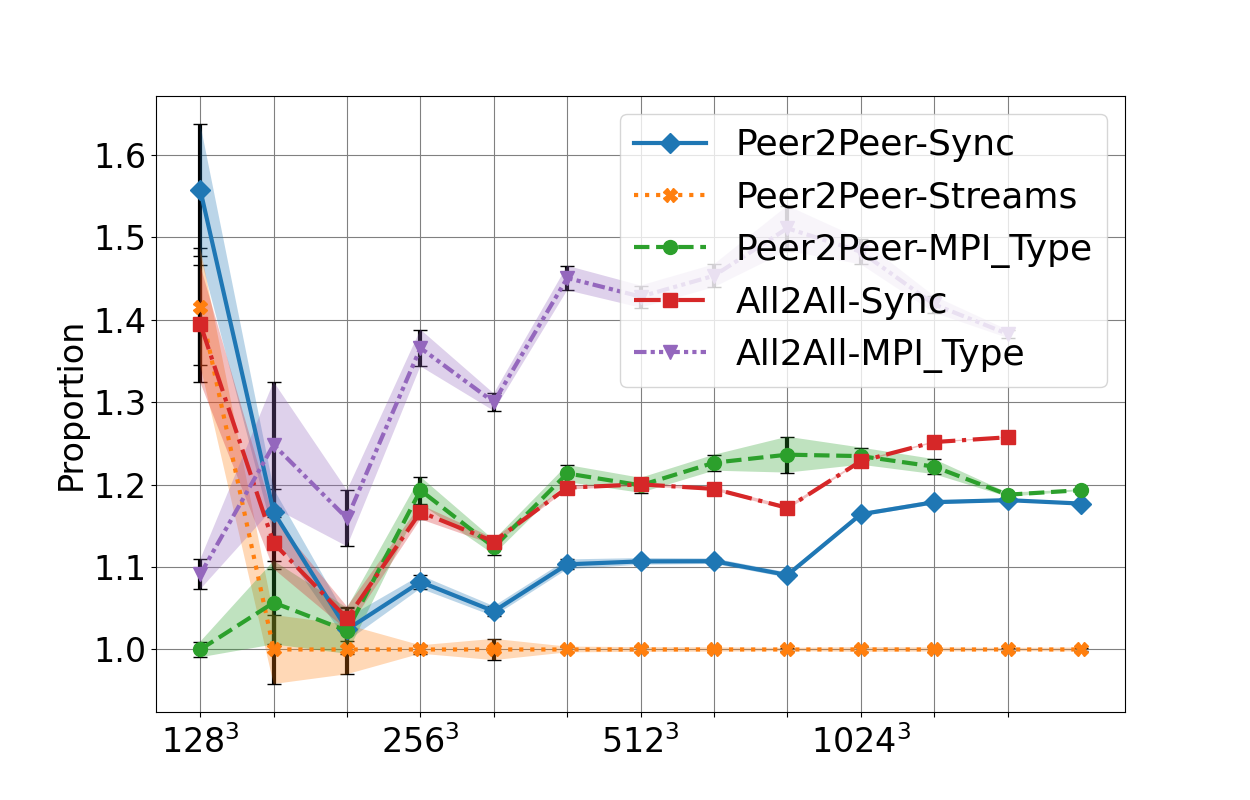 Proportion
1.6
1.5
1.4
1.3
1.2
1.1
1.0
128³
256³
512³
1024³
Peer2Peer-Sync
Peer2Peer-Streams
Peer2Peer-MPI_Type
All2All-Sync
All2All-MPI_Type